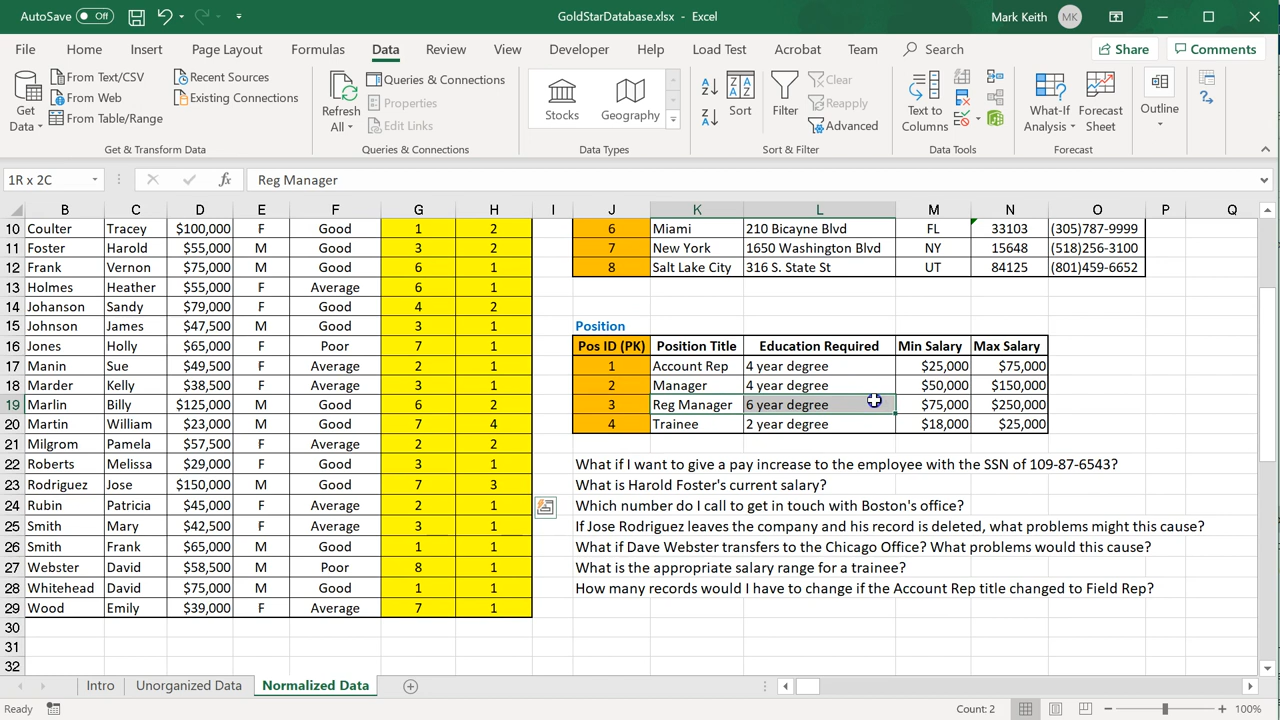 AutoSave Off GoldStarDatabase.xlsx - Excel Mark Keith MK
File Home Insert Page Layout Formulas Data Review View Developer Help Load Test Acrobat Team Search Share Comments
Get Data From Text/CSV From Web From Table/Range Recent Sources Existing Connections
Refresh All Queries & Connections Properties Edit Links
Stocks Geography
Sort Filter Clear Reapply Advanced
Text to Columns
What-If Analysis Forecast Sheet Outline
Get & Transform Data Queries & Connections Data Types Sort & Filter Data Tools Forecast
1R x 2C fx Reg Manager
B C D E F G H I J K L M N O P Q
10 Coulter Tracey $100,000 F Good 1 2 6 Miami 210 Bicayne Blvd FL 33103 (305)787-9999
11 Foster Harold $55,000 M Good 3 2 7 New York 1650 Washington Blvd NY 15648 (518)256-3100
12 Frank Vernon $75,000 M Good 6 1 8 Salt Lake City 316 S. State St UT 84125 (801)459-6652
13 Holmes Heather $55,000 F Average 6 1
14 Johanson Sandy $79,000 F Good 4 2
15 Johnson James $47,500 M Good 3 1 Position
16 Jones Holly $65,000 F Poor 7 1 Pos ID (PK) Position Title Education Required Min Salary Max Salary
17 Manin Sue $49,500 F Average 2 1 1 Account Rep 4 year degree $25,000 $75,000
18 Marder Kelly $38,500 F Average 3 1 2 Manager 4 year degree $50,000 $150,000
19 Marlin Billy $125,000 M Good 6 2 3 Reg Manager 6 year degree $75,000 $250,000
20 Martin William $23,000 M Good 7 4 4 Trainee 2 year degree $18,000 $25,000
21 Milgrom Pamela $57,500 F Average 2 2
22 Roberts Melissa $29,000 F Good 3 1 What if I want to give a pay increase to the employee with the SSN of 109-87-6543?
23 Rodriguez Jose $150,000 M Good 7 3 What is Harold Foster's current salary?
24 Rubin Patricia $45,000 F Average 2 1 Which number do I call to get in touch with Boston's office?
25 Smith Mary $42,500 F Average 3 1 If Jose Rodriguez leaves the company and his record is deleted, what problems might this cause?
26 Smith Frank $65,000 M Good 1 1 What if Dave Webster transfers to the Chicago Office? What problems would this cause?
27 Webster David $58,500 M Poor 8 1 What is the appropriate salary range for a trainee?
28 Whitehead David $75,000 M Good 1 1 How many records would I have to change if the Account Rep title changed to Field Rep?
29 Wood Emily $39,000 F Average 7 1
30
31
32
Intro Unorganized Data Normalized Data
Ready Count: 2 100%